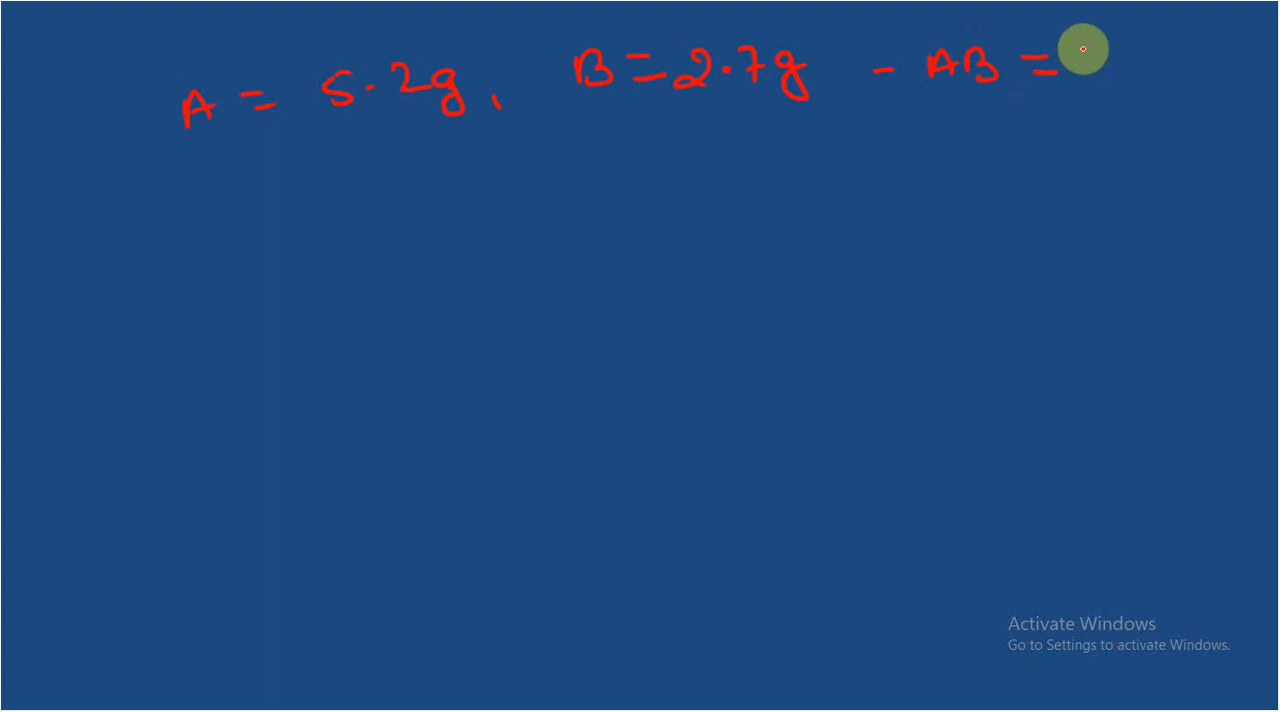 A = 5.2g, B = 2.7g - AB =
Activate Windows
Go to Settings to activate Windows.